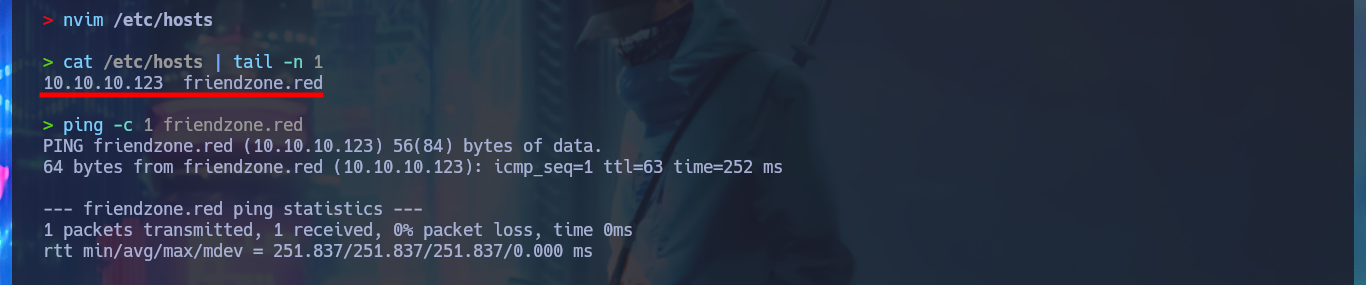 > nvim /etc/hosts
> cat /etc/hosts | tail -n 1
10.10.10.123  friendzone.red
> ping -c 1 friendzone.red
PING friendzone.red (10.10.10.123) 56(84) bytes of data.
64 bytes from friendzone.red (10.10.10.123): icmp_seq=1 ttl=63 time=252 ms
--- friendzone.red ping statistics ---
1 packets transmitted, 1 received, 0% packet loss, time 0ms
rtt min/avg/max/mdev = 251.837/251.837/251.837/0.000 ms